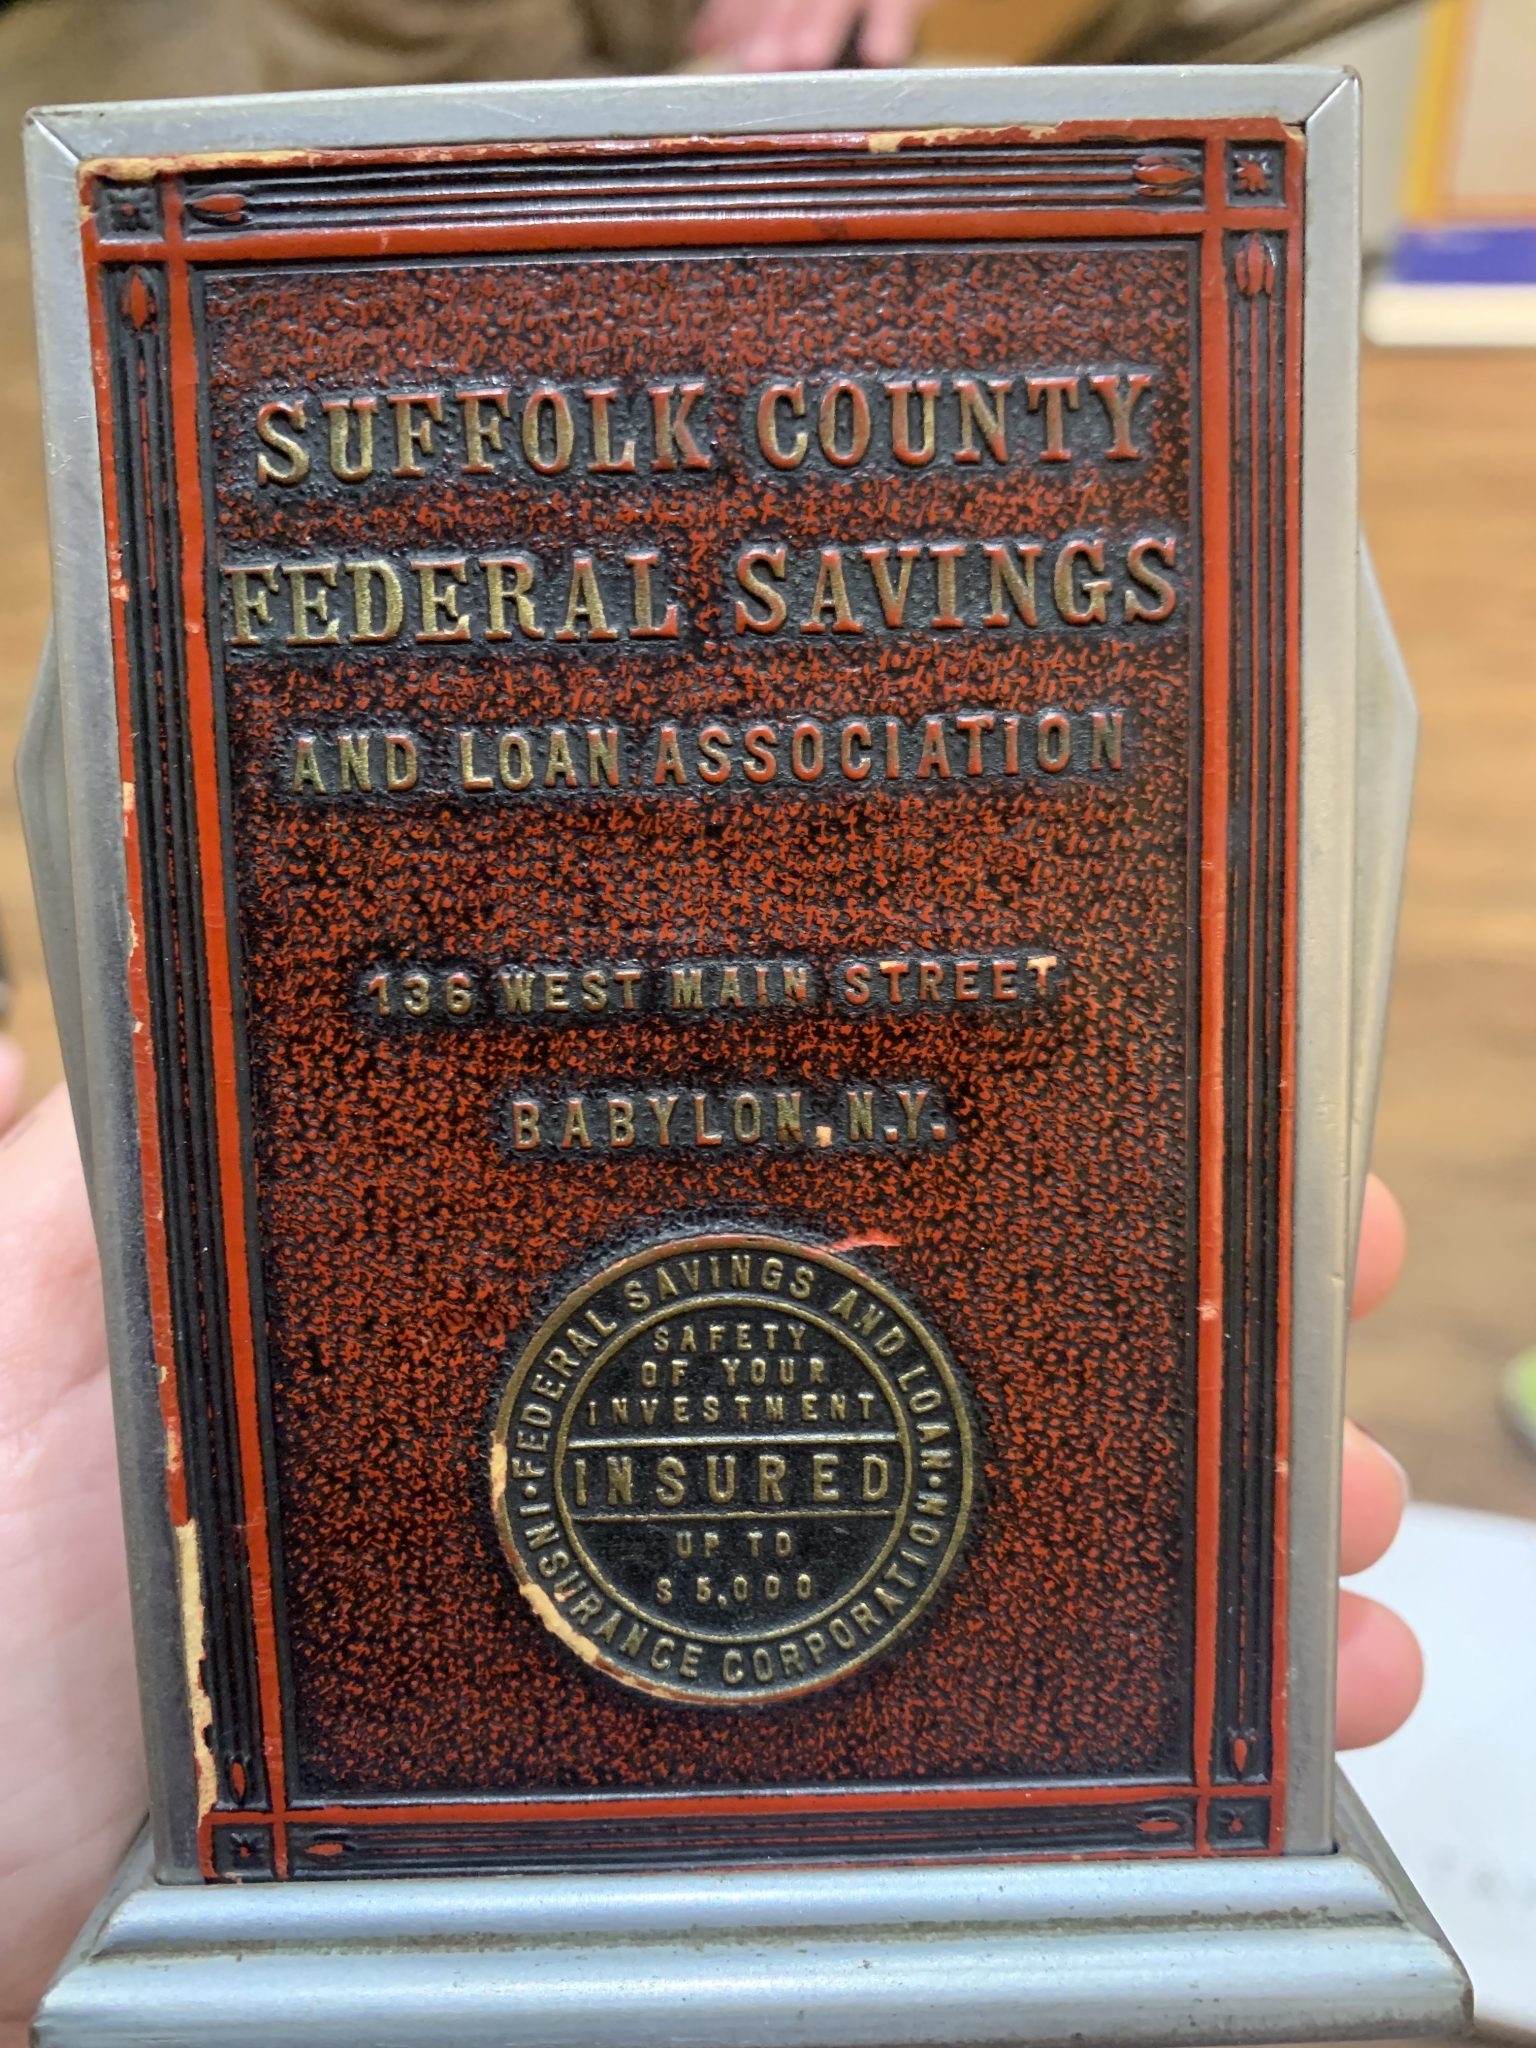 SUFFOLK COUNTY
FEDERAL SAVINGS
AND LOAN ASSOCIATION
136 WEST MAIN STREET
BABYLON, N.Y.
FEDERAL SAVINGS AND LOAN
SAFETY
OF YOUR
INVESTMENT
INSURED
UP TO
$5,000
INSURANCE CORPORATION